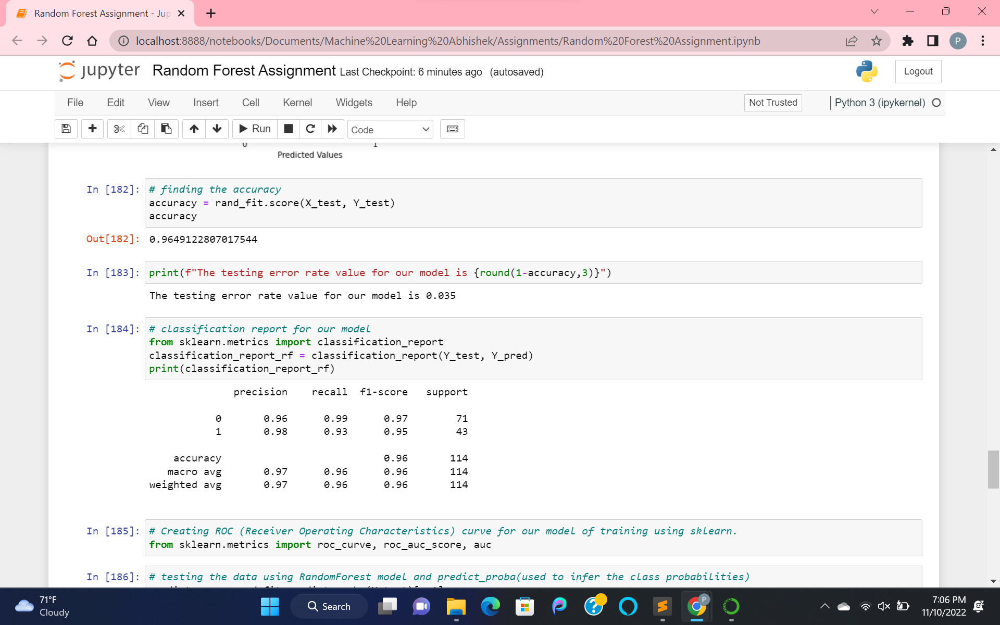 Random Forest Assignment - Jup
localhost:8888/notebooks/Documents/Machine%20Learning%20Abhishek/Assignments/Random%20Forest%20Assignment.ipynb
P
jupyter Random Forest Assignment Last Checkpoint: 6 minutes ago (autosaved)
Logout
File Edit View Insert Cell Kernel Widgets Help
Not Trusted
Python 3 (ipykernel)
Run
Code
0 1
Predicted Values
In [182]: # finding the accuracy
accuracy = rand_fit.score(X_test, Y_test)
accuracy
Out[182]: 0.9649122807017544
In [183]: print(f"The testing error rate value for our model is {round(1-accuracy,3)}")
The testing error rate value for our model is 0.035
In [184]: # classification report for our model
from sklearn.metrics import classification_report
classification_report_rf = classification_report(Y_test, Y_pred)
print(classification_report_rf)
precision recall f1-score support
0 0.96 0.99 0.97 71
1 0.98 0.93 0.95 43
accuracy 0.96 114
macro avg 0.97 0.96 0.96 114
weighted avg 0.97 0.96 0.96 114
In [185]: # Creating ROC (Receiver Operating Characteristics) curve for our model of training using sklearn.
from sklearn.metrics import roc_curve, roc_auc_score, auc
In [186]: # testing the data using RandomForest model and predict_proba(used to infer the class probabilities)
71°F
Cloudy
Search
P
7:06 PM
11/10/2022